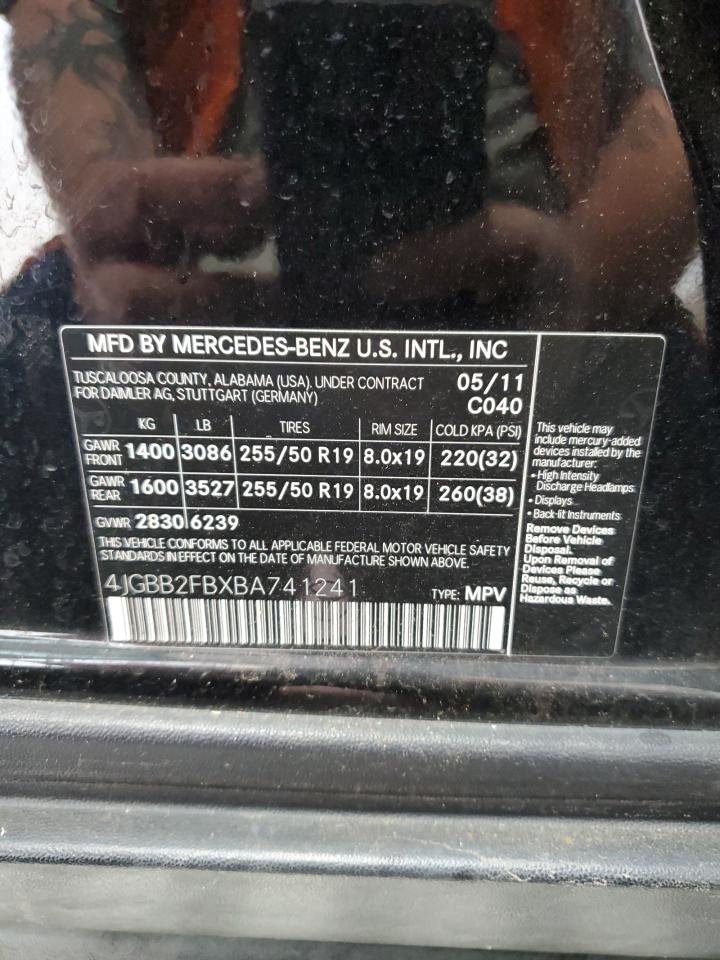 MFD BY MERCEDES-BENZ U.S. INTL., INC
TUSCALOOSA COUNTY, ALABAMA (USA). UNDER CONTRACT
FOR DAIMLER AG, STUTTGART (GERMANY)
05/11
C040
KG LB TIRES RIM SIZE COLD KPA (PSI)
GAWR FRONT 1400 3086 255/50 R19 8.0x19 220(32)
GAWR REAR 1600 3527 255/50 R19 8.0x19 260(38)
GVWR 2830 6239
THIS VEHICLE CONFORMS TO ALL APPLICABLE FEDERAL MOTOR VEHICLE SAFETY
STANDARDS IN EFFECT ON THE DATE OF MANUFACTURE SHOWN ABOVE.
4JGBB2FBXBA741241 TYPE: MPV
This vehicle may
include mercury-added
devices installed by the
manufacturer:
• High Intensity
Discharge Headlamps
• Displays
• Back-lit Instruments
Remove Devices
Before Vehicle
Disposal.
Upon Removal of
Devices Please
Reuse, Recycle or
Dispose as
Hazardous Waste.